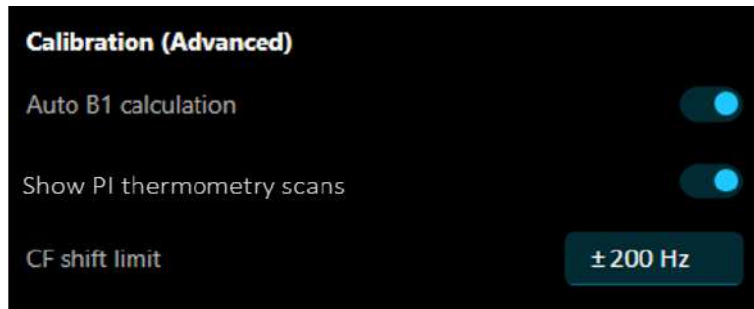 Calibration (Advanced)
Auto B1 calculation
Show PI thermometry scans
CF shift limit ±200 Hz